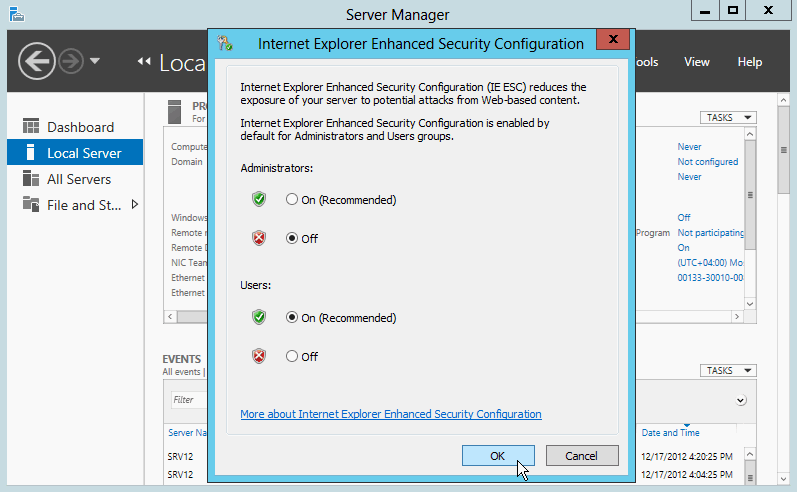 Server Manager
Internet Explorer Enhanced Security Configuration
Loca
ools
View
Help
Dashboard
Local Server
All Servers
File and St...
PRO
For
TASKS
Compute
Domain
Never
Not configured
Never
Windows
Remote m
Remote D
NIC Team
Ethernet
Ethernet
Program
Off
Not participating
On
(UTC+04:00) Mo
00133-30010-00
Internet Explorer Enhanced Security Configuration (IE ESC) reduces the
exposure of your server to potential attacks from Web-based content.
Internet Explorer Enhanced Security Configuration is enabled by
default for Administrators and Users groups.
Administrators:
On (Recommended)
Off
Users:
On (Recommended)
Off
More about Internet Explorer Enhanced Security Configuration
OK
Cancel
EVENTS
All events |
TASKS
Filter
Server Na
Date and Time
SRV12
12/17/2012 4:20:25 PM
SRV12
12/17/2012 4:04:25 PM